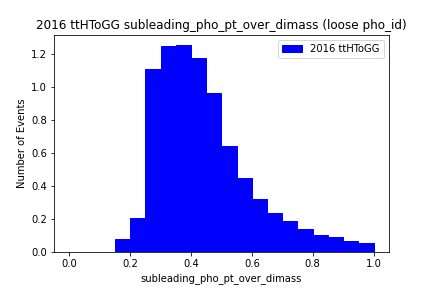 2016 ttHToGG subleading_pho_pt_over_dimass (loose pho_id)
2016 ttHToGG
1.2
1.0
0.8
0.6
0.4
0.2
0.0
Number of Events
0.0 0.2 0.4 0.6 0.8 1.0
subleading_pho_pt_over_dimass